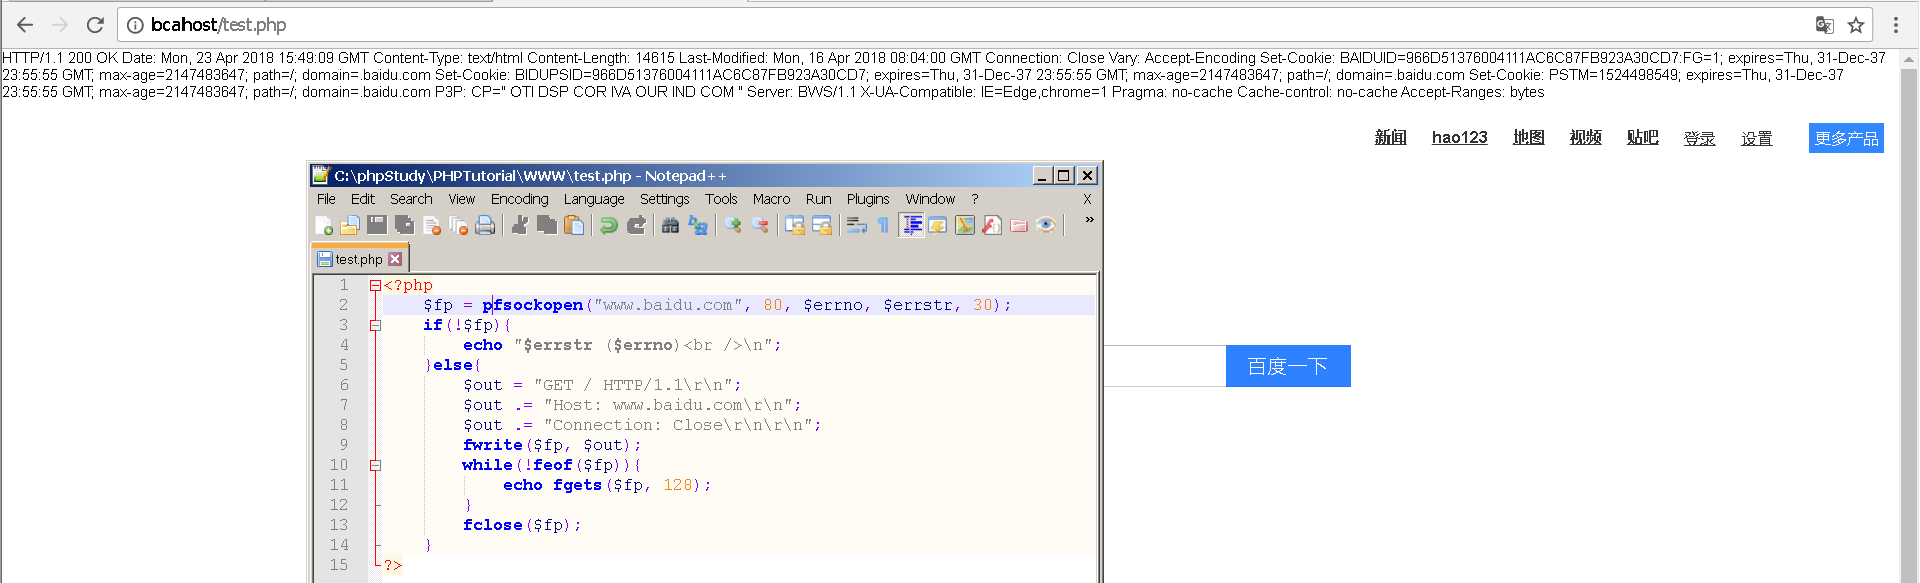 bcahost/test.php
HTTP/1.1 200 OK Date: Mon, 23 Apr 2018 15:49:09 GMT Content-Type: text/html Content-Length: 14615 Last-Modified: Mon, 16 Apr 2018 08:04:00 GMT Connection: Close Vary: Accept-Encoding Set-Cookie: BAIDUID=966D51376004111AC6C87FB923A30CD7:FG=1; expires=Thu, 31-Dec-37
23:55:55 GMT; max-age=2147483647; path=/; domain=.baidu.com Set-Cookie: BIDUPSID=966D51376004111AC6C87FB923A30CD7; expires=Thu, 31-Dec-37 23:55:55 GMT; max-age=2147483647; path=/; domain=.baidu.com Set-Cookie: PSTM=1524498549; expires=Thu, 31-Dec-37
23:55:55 GMT; max-age=2147483647; path=/; domain=.baidu.com P3P: CP=" OTI DSP COR IVA OUR IND COM " Server: BWS/1.1 X-UA-Compatible: IE=Edge,chrome=1 Pragma: no-cache Cache-control: no-cache Accept-Ranges: bytes
新闻 hao123 地图 视频 贴吧 登录 设置 更多产品
C:\phpStudy\PHPTutorial\WWW\test.php - Notepad++
File Edit Search View Encoding Language Settings Tools Macro Run Plugins Window ? X
test.php
1 <?php
2 $fp = pfsockopen("www.baidu.com", 80, $errno, $errstr, 30);
3 if(!$fp){
4 echo "$errstr ($errno)<br />\n";
5 }else{
6 $out = "GET / HTTP/1.1\r\n";
7 $out .= "Host: www.baidu.com\r\n";
8 $out .= "Connection: Close\r\n\r\n";
9 fwrite($fp, $out);
10 while(!feof($fp)){
11 echo fgets($fp, 128);
12 }
13 fclose($fp);
14 }
15 ?>
百度一下